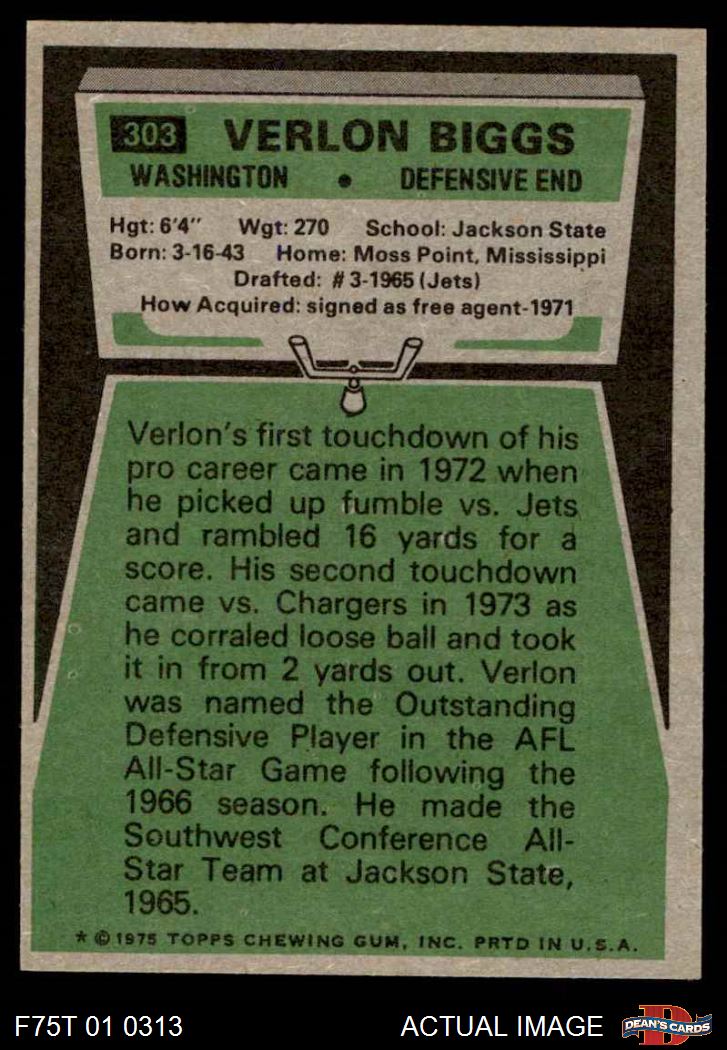 303 VERLON BIGGS
WASHINGTON • DEFENSIVE END
Hgt: 6'4" Wgt: 270 School: Jackson State
Born: 3-16-43 Home: Moss Point, Mississippi
Drafted: #3-1965 (Jets)
How Acquired: signed as free agent-1971
Verlon's first touchdown of his
pro career came in 1972 when
he picked up fumble vs. Jets
and rambled 16 yards for a
score. His second touchdown
came vs. Chargers in 1973 as
he corraled loose ball and took
it in from 2 yards out. Verlon
was named the Outstanding
Defensive Player in the AFL
All-Star Game following the
1966 season. He made the
Southwest Conference All-
Star Team at Jackson State,
1965.
* © 1975 TOPPS CHEWING GUM, INC. PRTD IN U.S.A.
F75T 01 0313 ACTUAL IMAGE D DEAN'S CARDS